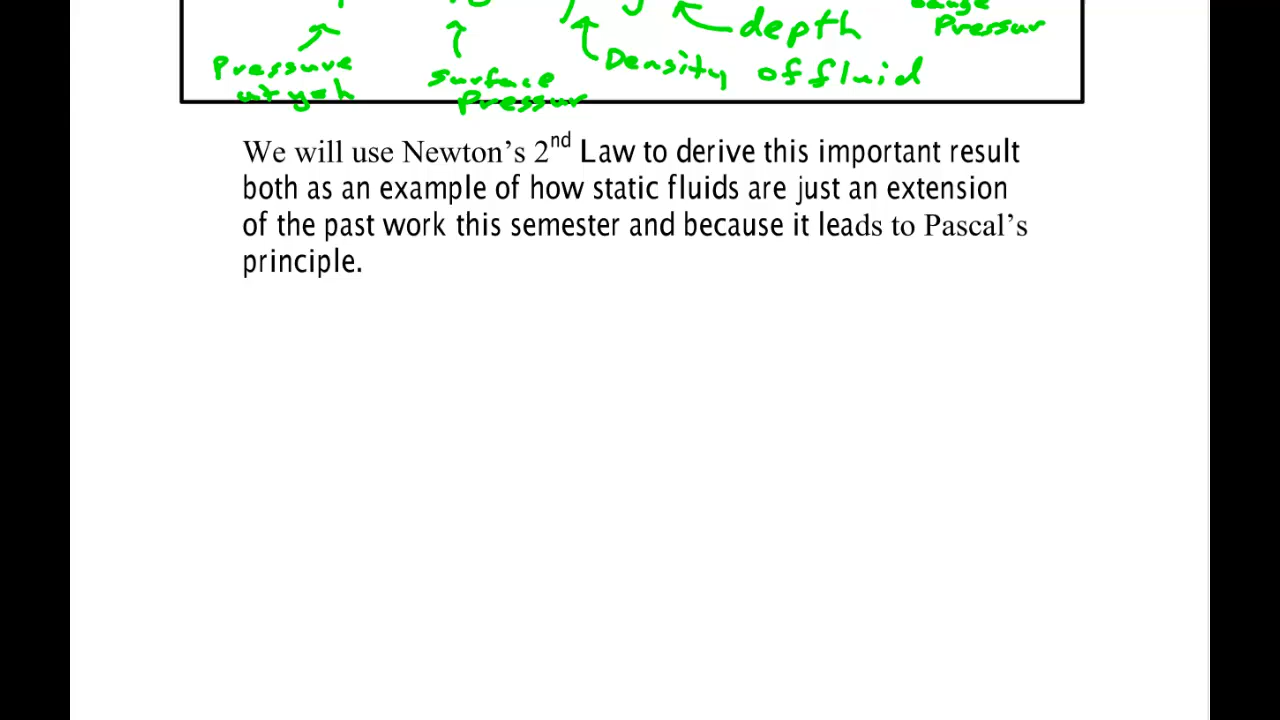 depth
Pressur
Pressure
Density of fluid
surface
at y=h
Pressur
We will use Newton's 2nd Law to derive this important result
both as an example of how static fluids are just an extension
of the past work this semester and because it leads to Pascal's
principle.